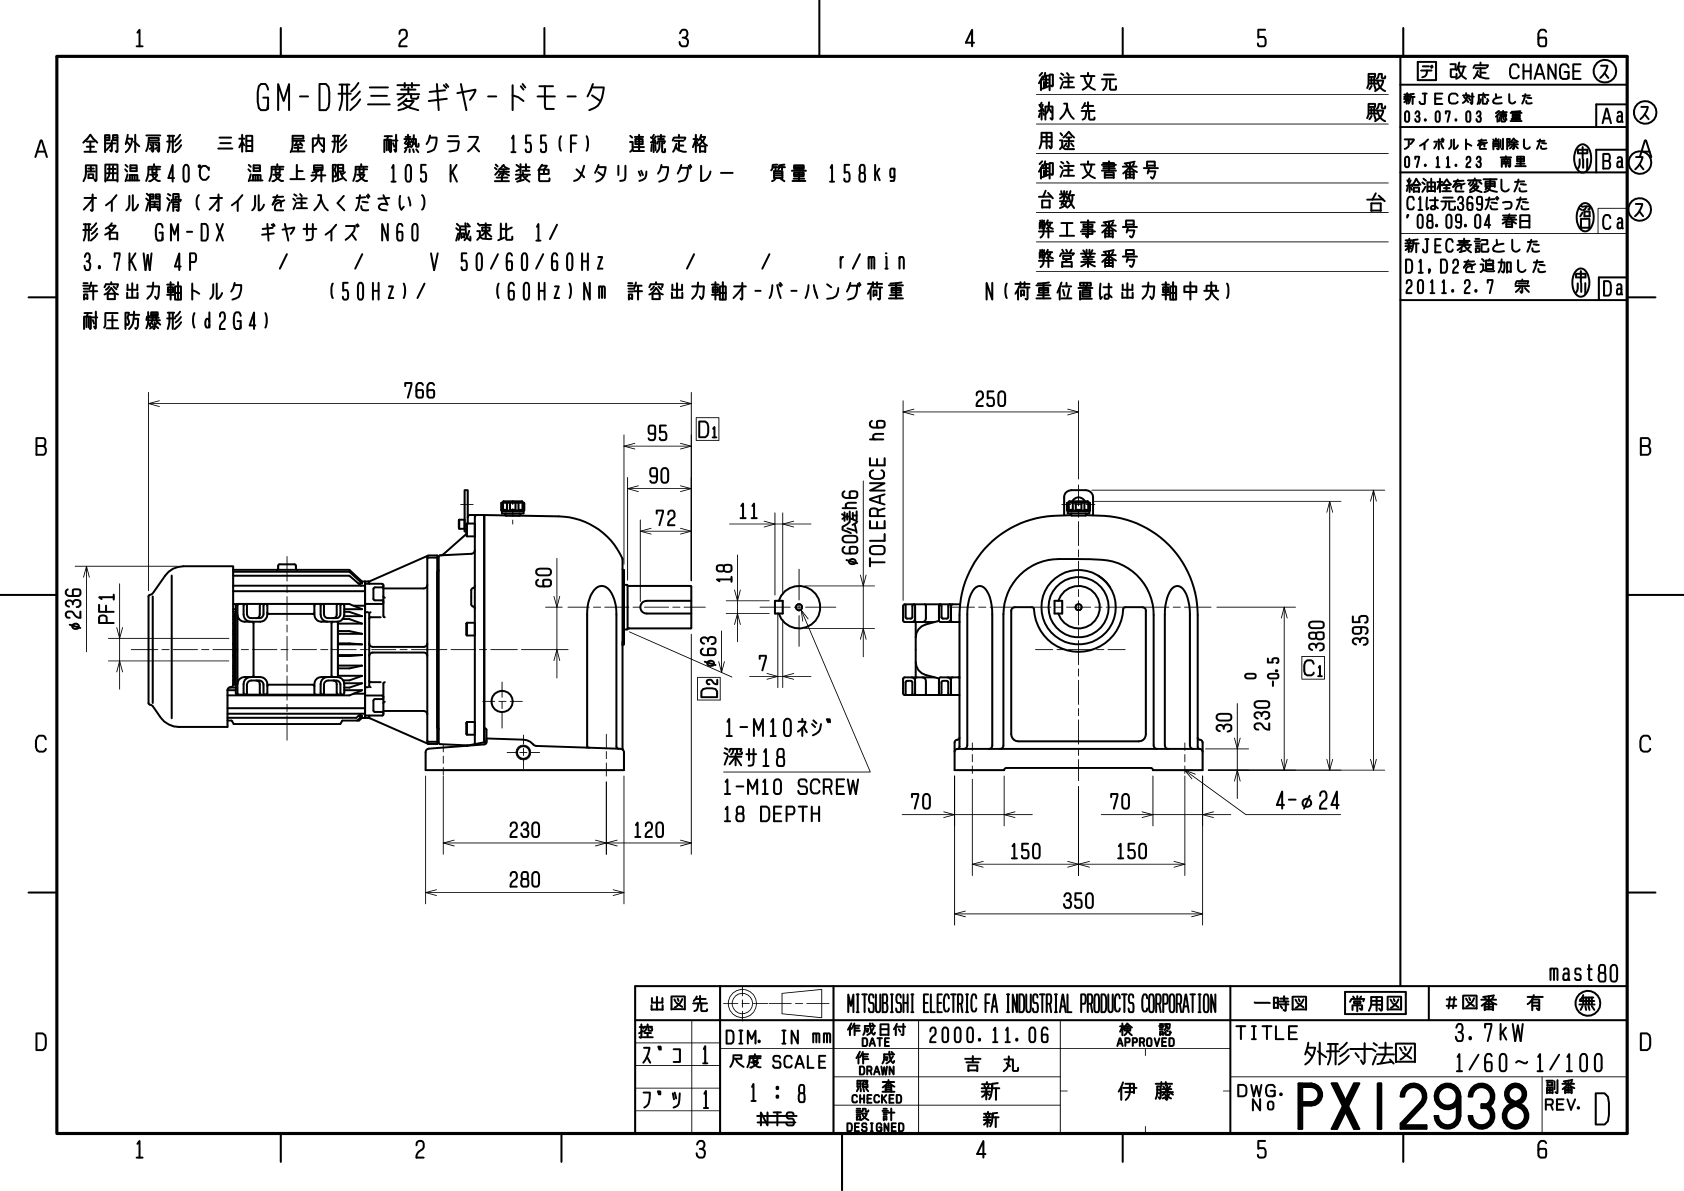 1 2 3 4 5 6
A
B
C
D
A
B
C
D
GM-D形三菱ギヤ-ドモ-タ
全閉外扇形 三相 屋内形 耐熱クラス 155(F) 連続定格
周囲温度40℃ 温度上昇限度 105 K 塗装色 メタリックグレー 質量 158kg
オイル潤滑(オイルを注入ください)
形名 GM-DX ギヤサイズ N60 減速比 1/
3.7KW 4P / / V 50/60/60Hz / / r/min
許容出力軸トルク (50Hz)/ (60Hz)Nm 許容出力軸オ-バ-ハング荷重 N(荷重位置は出力軸中央)
耐圧防爆形(d2G4)
御注文元 殿
納入先 殿
用途
御注文書番号
台数 台
弊工事番号
弊営業番号
デ 改定 CHANGE ス
新JEC対応とした
03.07.03 徳重 Aa ス
アイボルトを削除した
07.11.23 南里 ホ Ba ス
給油栓を変更した
C1は元369だった
'08.09.04 春日 Ca ス
新JEC表記とした
D1,D2を追加した
2011.2.7 宗 ホ Da
766
95 D1
90
72
60
φ236
PF1
φ63
D2
230 120
280
11
18
7
φ60公差h6
TOLERANCE h6
1-M10ネジ
深サ18
1-M10 SCREW
18 DEPTH
250
395
380
C1
230 0 -0.5
30
4-φ24
70 70
150 150
350
mast80
出図先
控
ズコ 1
ブツ 1
DIM. IN mm
尺度 SCALE
1 : 8
NTS
MITSUBISHI ELECTRIC FA INDUSTRIAL PRODUCTS CORPORATION
作成日付 DATE 2000.11.06
作成 DRAWN 吉丸
照査 CHECKED 新
設計 DESIGNED 新
検認 APPROVED
伊藤
一時図 常用図 #図番 有 無
TITLE 3.7kW
外形寸法図 1/60~1/100
DWG. No PX12938 副番 REV. D
1 2 3 4 5 6